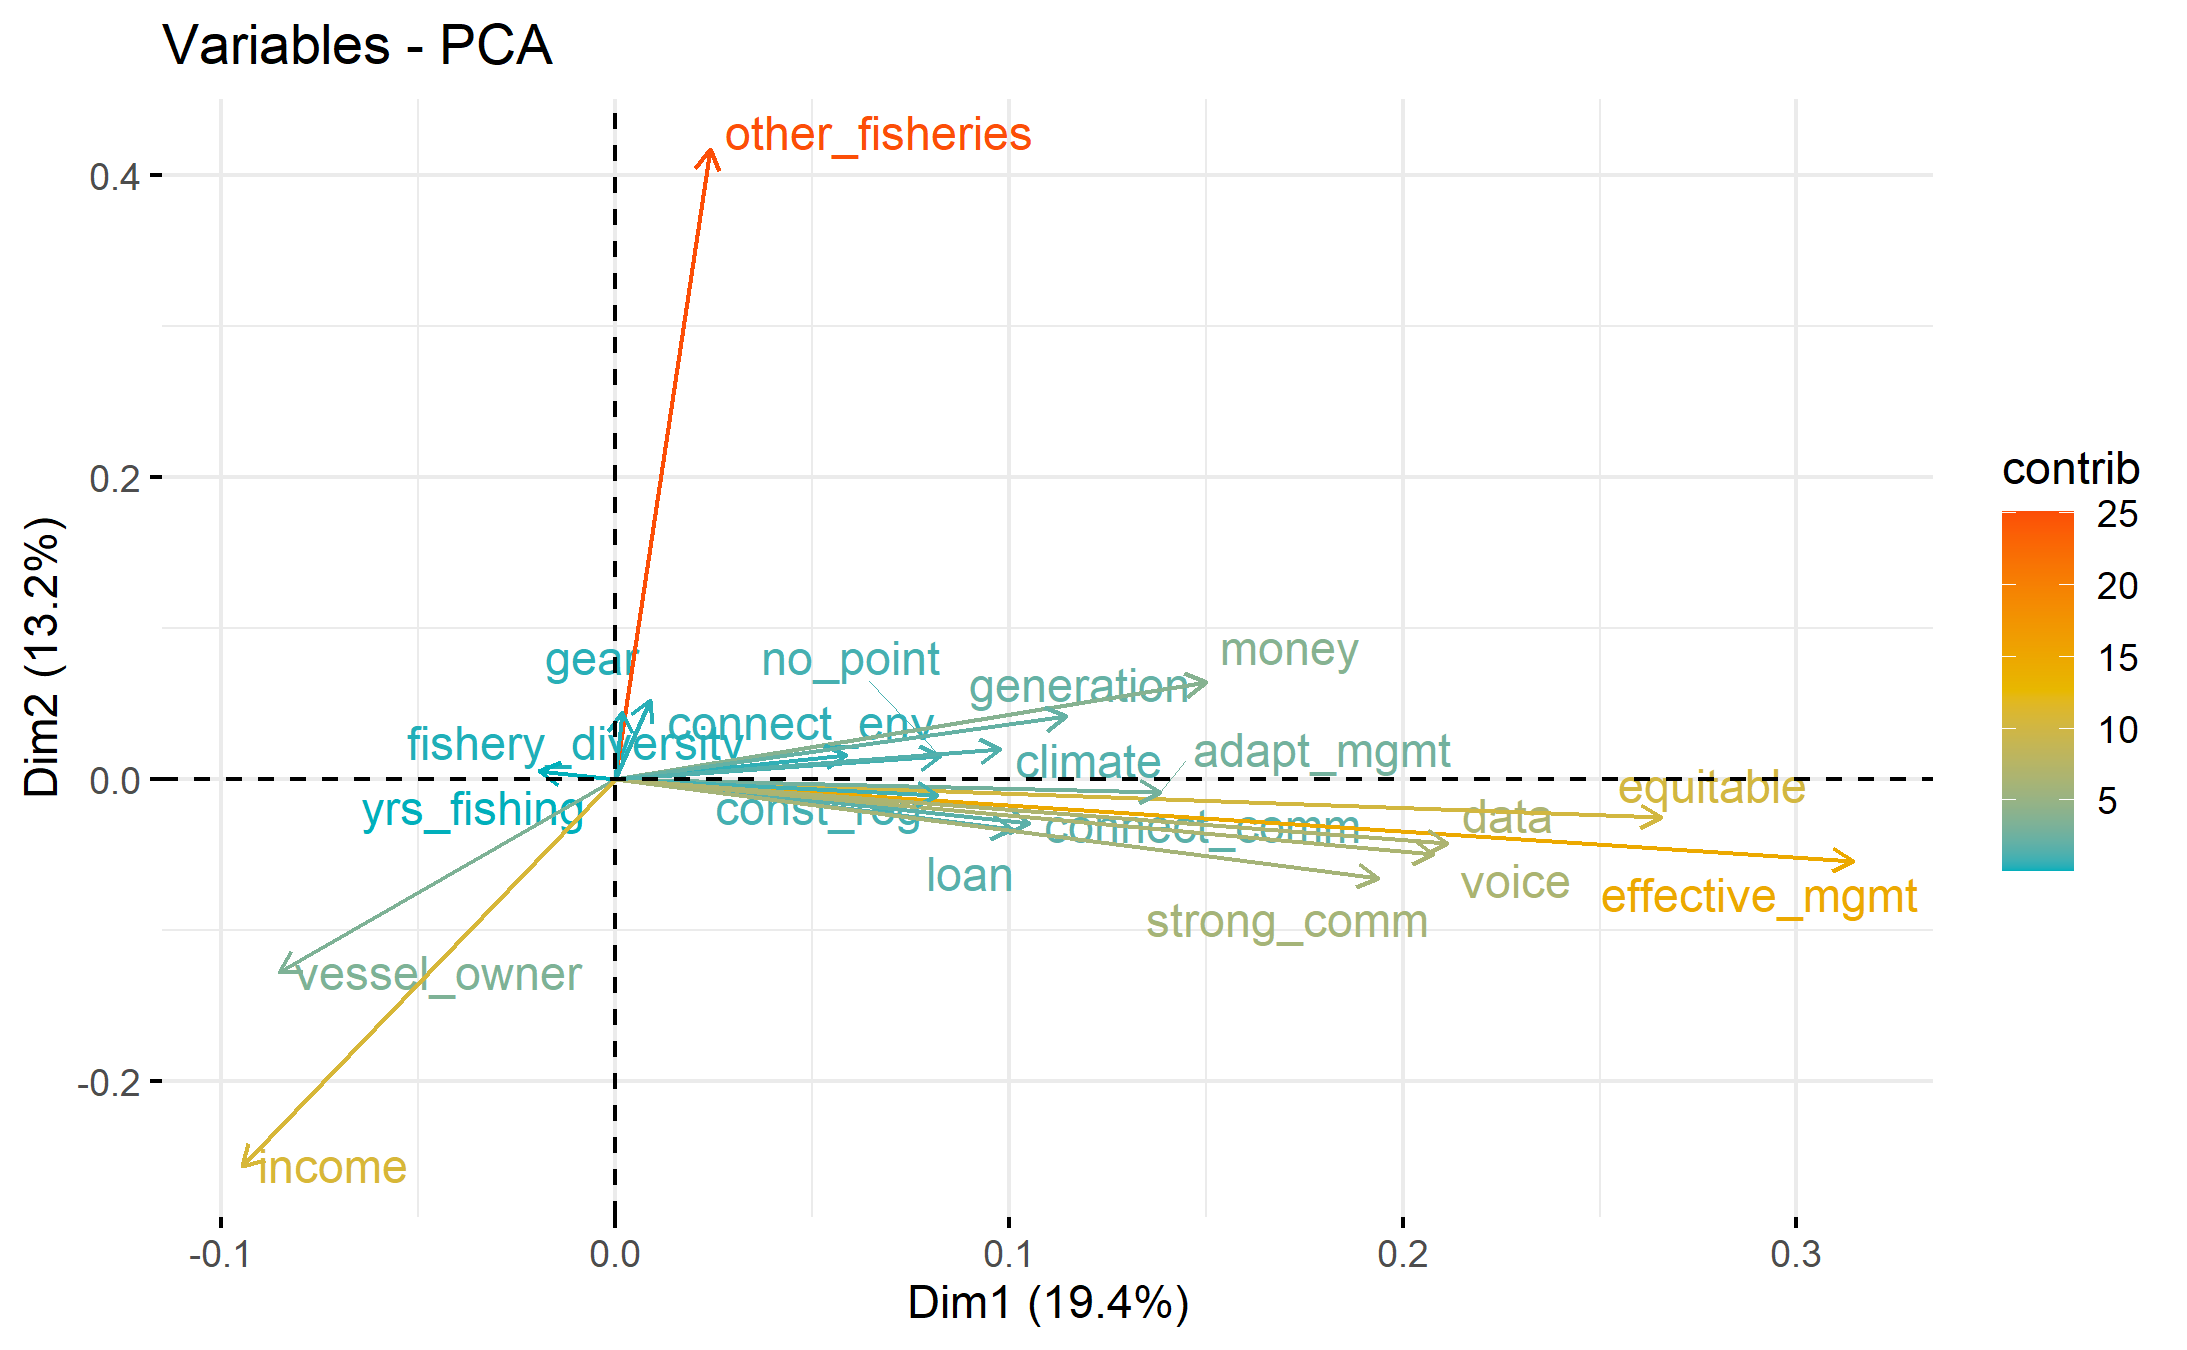 Variables - PCA
other_fisheries
0.4
0.2
0.0
-0.2
Dim2 (13.2%)
gear
no_point
money
generation
connect_env
fishery_diversity
climate
adapt_mgmt
equitable
yrs_fishing
const_reg
connect_comm
data
loan
voice
effective_mgmt
strong_comm
vessel_owner
income
-0.1
0.0
0.1
0.2
0.3
Dim1 (19.4%)
contrib
25
20
15
10
5